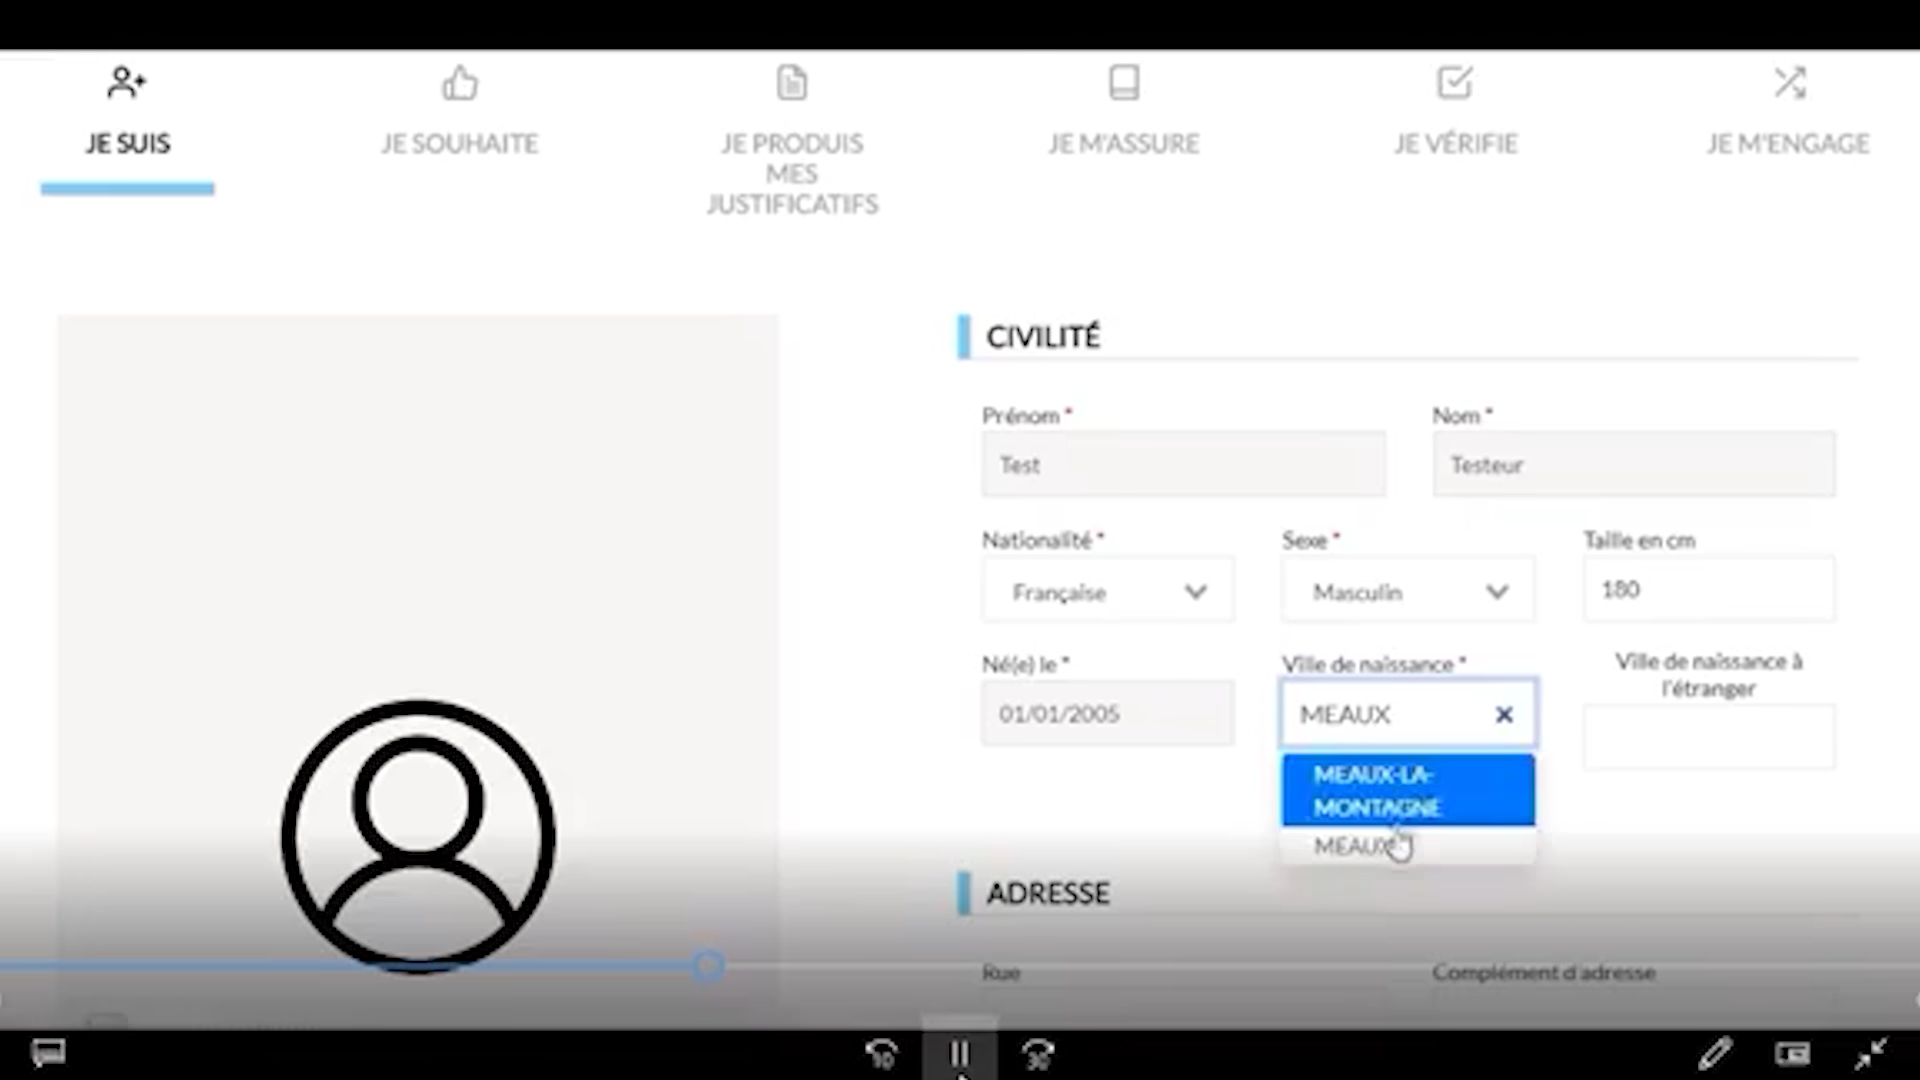 JE SUIS
JE SOUHAITE
JE PRODUIS
MES
JUSTIFICATIFS
JE M'ASSURE
JE VÉRIFIE
JE M'ENGAGE
CIVILITÉ
Prénom *
Nom *
Test
Testeur
Nationalité *
Sexe *
Taille en cm
Française
Masculin
180
Né(e) le *
Ville de naissance *
Ville de naissance à
l'étranger
01/01/2005
MEAUX
MEAUX-LA-
MONTAGNE
MEAUX
ADRESSE
Rue
Complément d'adresse
10
30